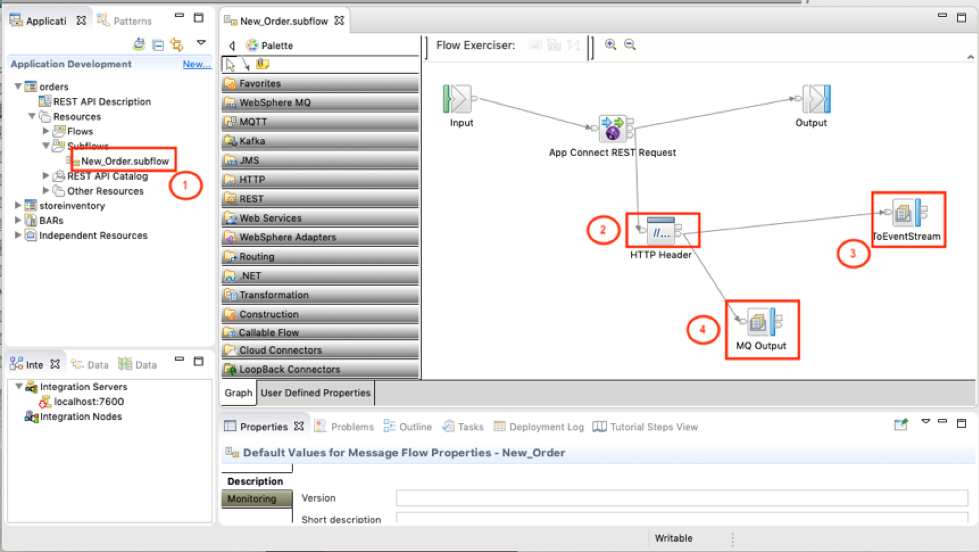 Applicati
Patterns
Application Development
New...
orders
REST API Description
Resources
Flows
Subflows
New_Order.subflow
1
REST API Catalog
Other Resources
storeinventory
BARs
Independent Resources
Inte
Data
Data
Integration Servers
localhost:7600
Integration Nodes
New_Order.subflow
Palette
Favorites
WebSphere MQ
MQTT
Kafka
JMS
HTTP
REST
Web Services
WebSphere Adapters
Routing
.NET
Transformation
Construction
Callable Flow
Cloud Connectors
LoopBack Connectors
Flow Exerciser:
Input
App Connect REST Request
Output
2
//...
HTTP Header
3
ToEventStream
4
MQ Output
Graph
User Defined Properties
Properties
Problems
Outline
Tasks
Deployment Log
Tutorial Steps View
Default Values for Message Flow Properties - New_Order
Description
Monitoring
Version
Short description
Writable